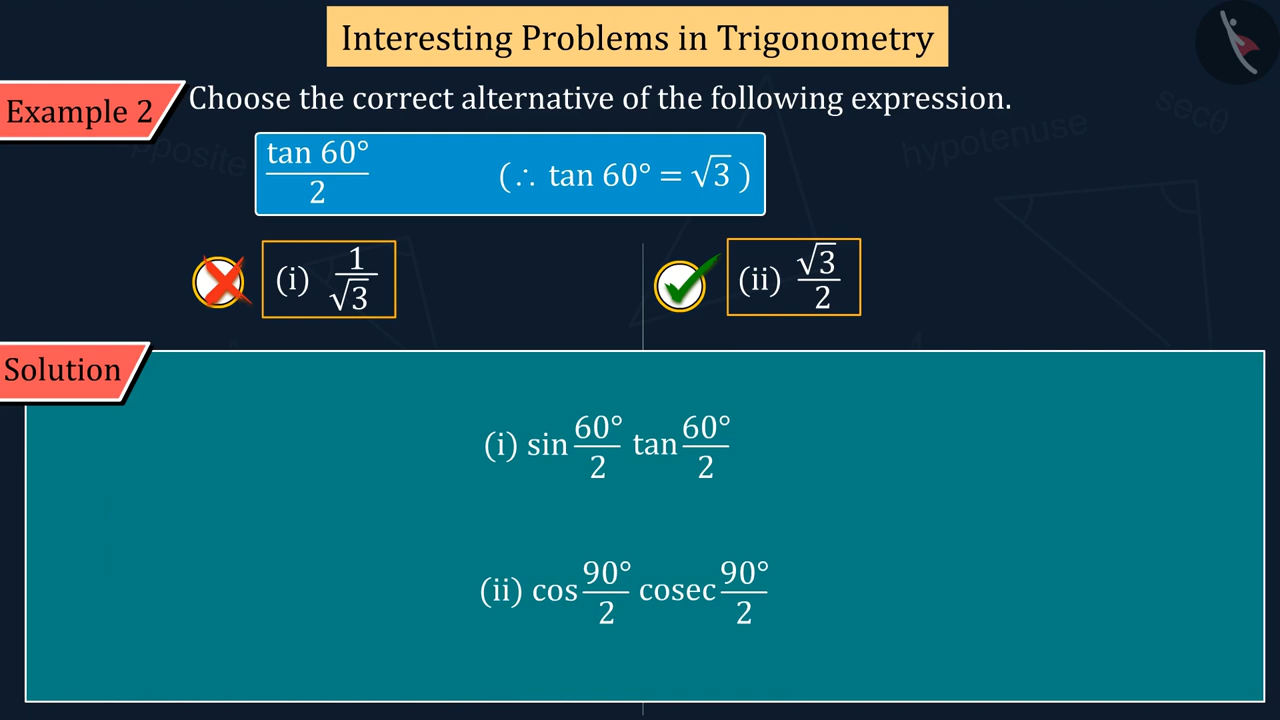 Interesting Problems in Trigonometry
Example 2
Choose the correct alternative of the following expression.
tan 60° / 2 (∴ tan 60° = √3 )
(i) 1/√3
(ii) √3/2
Solution
(i) sin 60°/2 tan 60°/2
(ii) cos 90°/2 cosec 90°/2
hypotenuse
secθ